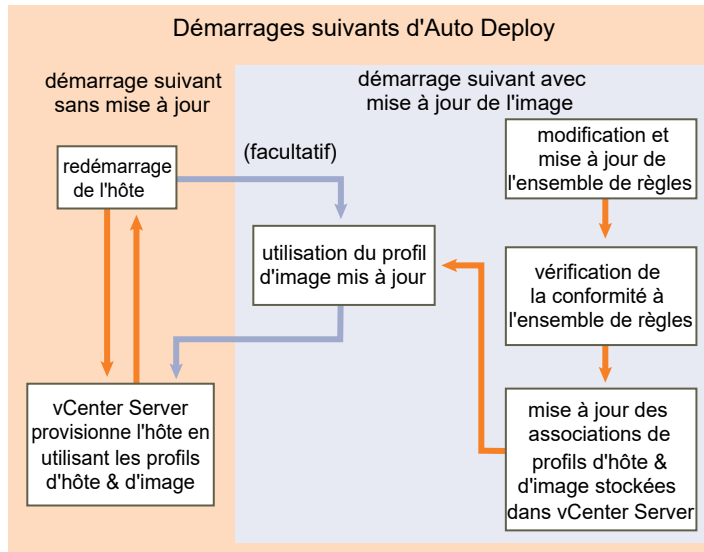 Démarrages suivants d'Auto Deploy
démarrage suivant
sans mise à jour
démarrage suivant avec
mise à jour de l'image
redémarrage
de l'hôte
(facultatif)
modification et
mise à jour de
l'ensemble de règles
utilisation du profil
d'image mis à jour
vérification de
la conformité à
l'ensemble de règles
vCenter Server
provisionne l'hôte en
utilisant les profils
d'hôte & d'image
mise à jour des
associations de
profils d'hôte &
d'image stockées
dans vCenter Server